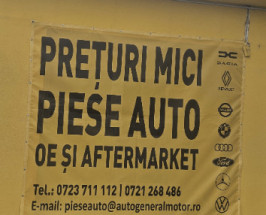 PREȚURI MICI
PIESE AUTO
OE ȘI AFTERMARKET
Tel.: 0723 711 112 | 0721 268 486
E-mail: pieseauto@autogeneralmotor.ro